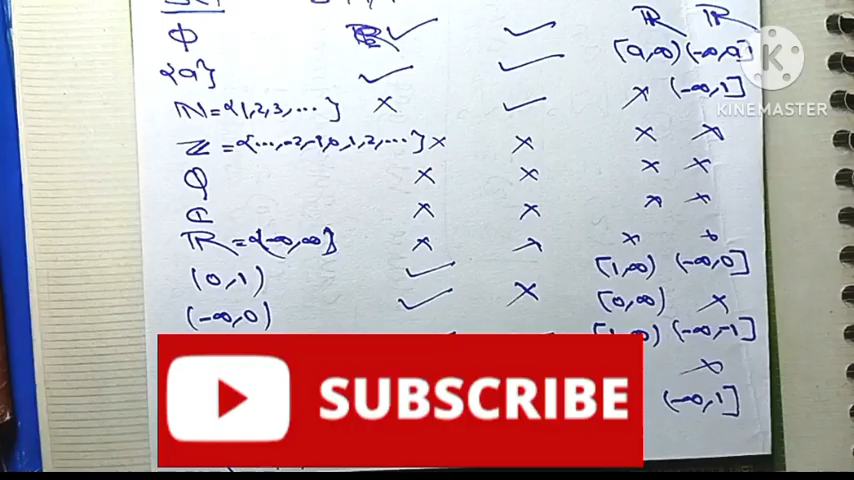 ϕ ✓ ✓ ℝ ℝ
{a} ✓ ✓ [a,∞) (-∞,a]
ℕ={1,2,3,...} × ✓ × (-∞,1]
ℤ={...,-2,-1,0,1,2,...} × × × ×
ℚ × × × ×
× × × ×
ℝ={-∞,∞} × × × ×
(0,1) ✓ ✓ [1,∞) (-∞,0]
(-∞,0) ✓ × [0,∞) ×
(-∞,-1]
×
(-∞,1]
KINEMASTER
SUBSCRIBE